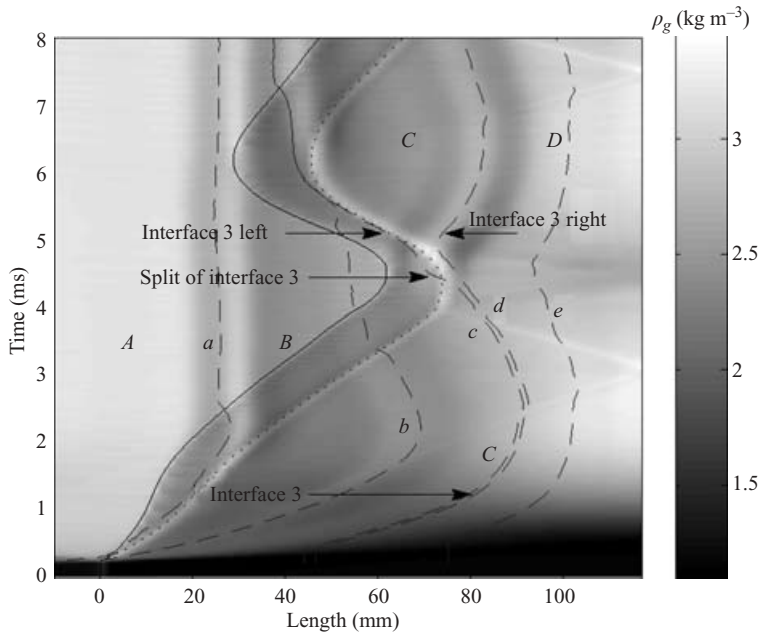 ρg (kg m−3)
8
7
6
5
4
3
2
1
0
Time (ms)
C
D
Interface 3 left
Interface 3 right
Split of interface 3
A
a
B
d
c
e
b
C
Interface 3
0
20
40
60
80
100
Length (mm)
3
2.5
2
1.5